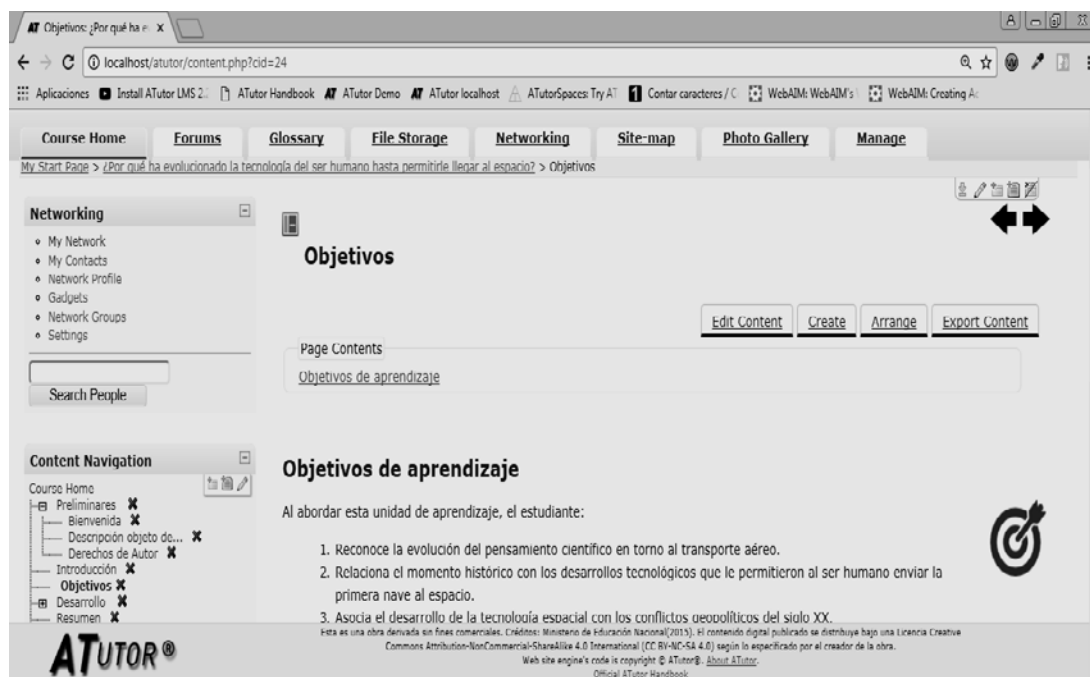 AT Objetivos: ¿Por qué ha e x
localhost/atutor/content.php?cid=24
Aplicaciones Install ATutor LMS 2. ATutor Handbook ATutor Demo ATutor localhost ATutorSpaces: Try AT Contar caracteres / C WebAIM: WebAIM's WebAIM: Creating Ac
Course Home Forums Glossary File Storage Networking Site-map Photo Gallery Manage
My Start Page > ¿Por qué ha evolucionado la tecnología del ser humano hasta permitirle llegar al espacio? > Objetivos
Networking
My Network
My Contacts
Network Profile
Gadgets
Network Groups
Settings
Search People
Content Navigation
Course Home
Preliminares
Bienvenida
Descripción objeto de...
Derechos de Autor
Introducción
Objetivos
Desarrollo
Resumen
Objetivos
Edit Content Create Arrange Export Content
Page Contents
Objetivos de aprendizaje
Objetivos de aprendizaje
Al abordar esta unidad de aprendizaje, el estudiante:
1. Reconoce la evolución del pensamiento científico en torno al transporte aéreo.
2. Relaciona el momento histórico con los desarrollos tecnológicos que le permitieron al ser humano enviar la
primera nave al espacio.
3. Asocia el desarrollo de la tecnología espacial con los conflictos geopolíticos del siglo XX.
ATUTOR ®
Esta es una obra derivada sin fines comerciales. Créditos: Ministerio de Educación Nacional(2015). El contenido digital publicado se distribuye bajo una Licencia Creative
Commons Attribution-NonCommercial-ShareAlike 4.0 International (CC BY-NC-SA 4.0) según lo especificado por el creador de la obra.
Web site engine's code is copyright © ATutor®. About ATutor.
Official ATutor Handbook